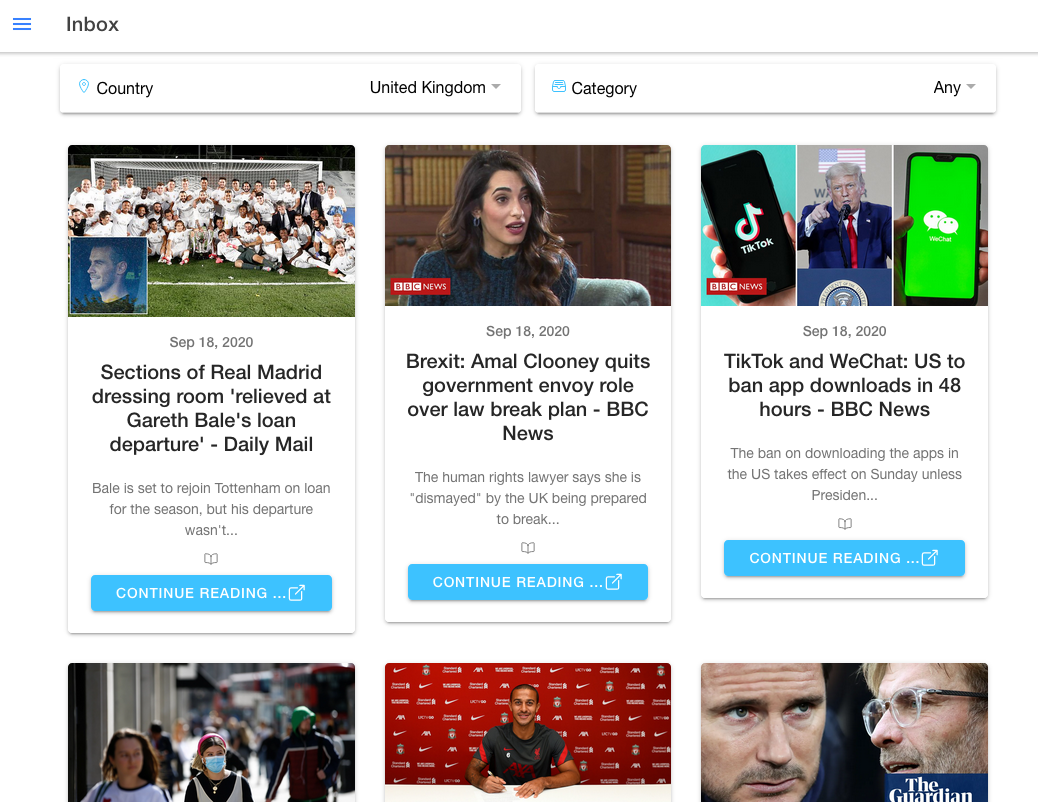 Inbox
Country
United Kingdom
Category
Any
BBC NEWS
TikTok
WeChat
BBC NEWS
Sep 18, 2020
Sections of Real Madrid
dressing room 'relieved at
Gareth Bale's loan
departure' - Daily Mail
Bale is set to rejoin Tottenham on loan
for the season, but his departure
wasn't...
CONTINUE READING ...
Sep 18, 2020
Brexit: Amal Clooney quits
government envoy role
over law break plan - BBC
News
The human rights lawyer says she is
"dismayed" by the UK being prepared
to break...
CONTINUE READING ...
Sep 18, 2020
TikTok and WeChat: US to
ban app downloads in 48
hours - BBC News
The ban on downloading the apps in
the US takes effect on Sunday unless
Presiden...
CONTINUE READING ...
Standard
Chartered
AXA
The
Guardian